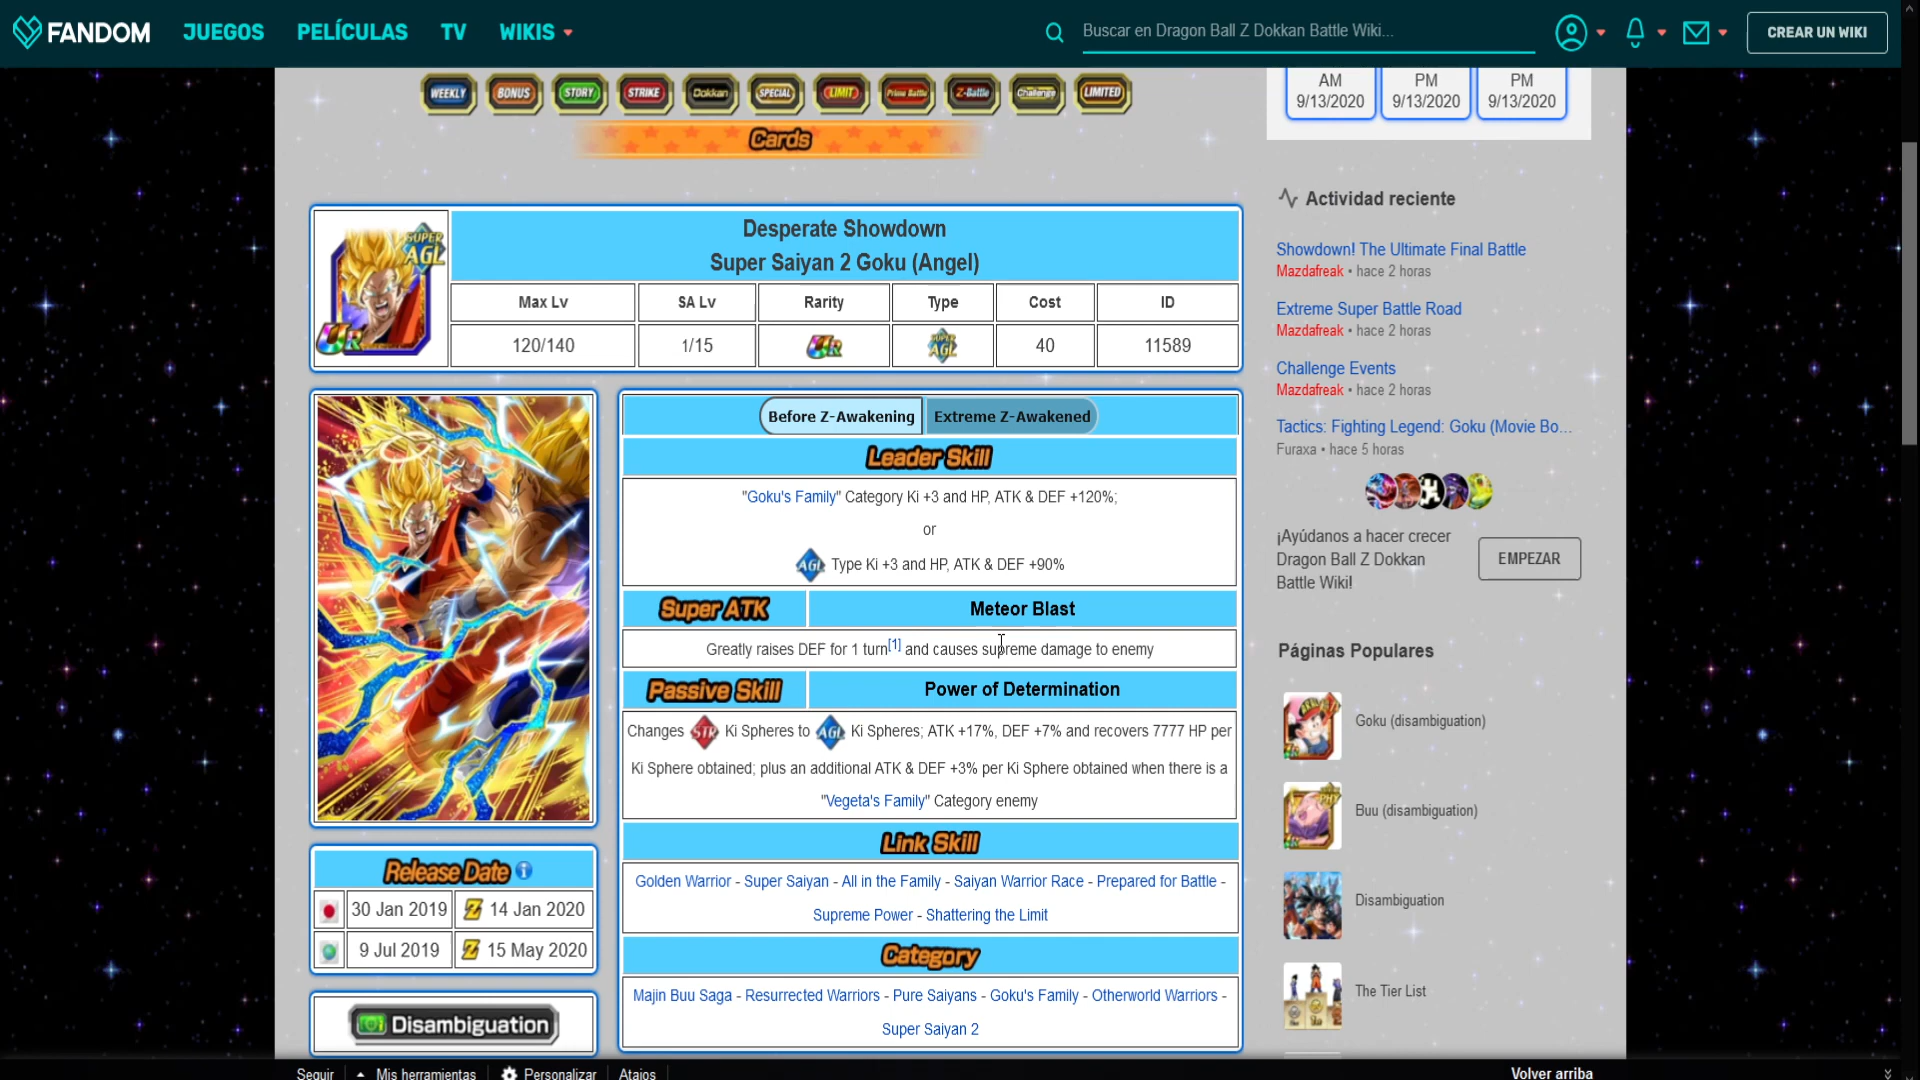 FANDOM
JUEGOS
PELÍCULAS
TV
WIKIS
Buscar en Dragon Ball Z Dokkan Battle Wiki...
CREAR UN WIKI
WEEKLY
BONUS
STORY
STRIKE
Dokkan
SPECIAL
LIMIT
Prime Battle
Z-Battle
Challenge
LIMITED
Cards
AM
9/13/2020
PM
9/13/2020
PM
9/13/2020
SUPER
AGL
UR
Desperate Showdown
Super Saiyan 2 Goku (Angel)
Max Lv
SA Lv
Rarity
Type
Cost
ID
120/140
1/15
UR
SUPER
AGL
40
11589
Before Z-Awakening
Extreme Z-Awakened
Leader Skill
"Goku's Family" Category Ki +3 and HP, ATK & DEF +120%;
or
AGL Type Ki +3 and HP, ATK & DEF +90%
Super ATK
Meteor Blast
Greatly raises DEF for 1 turn[1] and causes supreme damage to enemy
Passive Skill
Power of Determination
Changes STR Ki Spheres to AGL Ki Spheres; ATK +17%, DEF +7% and recovers 7777 HP per
Ki Sphere obtained; plus an additional ATK & DEF +3% per Ki Sphere obtained when there is a
"Vegeta's Family" Category enemy
Link Skill
Golden Warrior - Super Saiyan - All in the Family - Saiyan Warrior Race - Prepared for Battle -
Supreme Power - Shattering the Limit
Category
Majin Buu Saga - Resurrected Warriors - Pure Saiyans - Goku's Family - Otherworld Warriors -
Super Saiyan 2
Release Date
30 Jan 2019
Z 14 Jan 2020
9 Jul 2019
Z 15 May 2020
Disambiguation
Actividad reciente
Showdown! The Ultimate Final Battle
Mazdafreak • hace 2 horas
Extreme Super Battle Road
Mazdafreak • hace 2 horas
Challenge Events
Mazdafreak • hace 2 horas
Tactics: Fighting Legend: Goku (Movie Bo...
Furaxa • hace 5 horas
¡Ayúdanos a hacer crecer
Dragon Ball Z Dokkan
Battle Wiki!
EMPEZAR
Páginas Populares
Goku (disambiguation)
Buu (disambiguation)
Disambiguation
The Tier List
Seguir
Mis herramientas
Personalizar
Atajos
Volver arriba